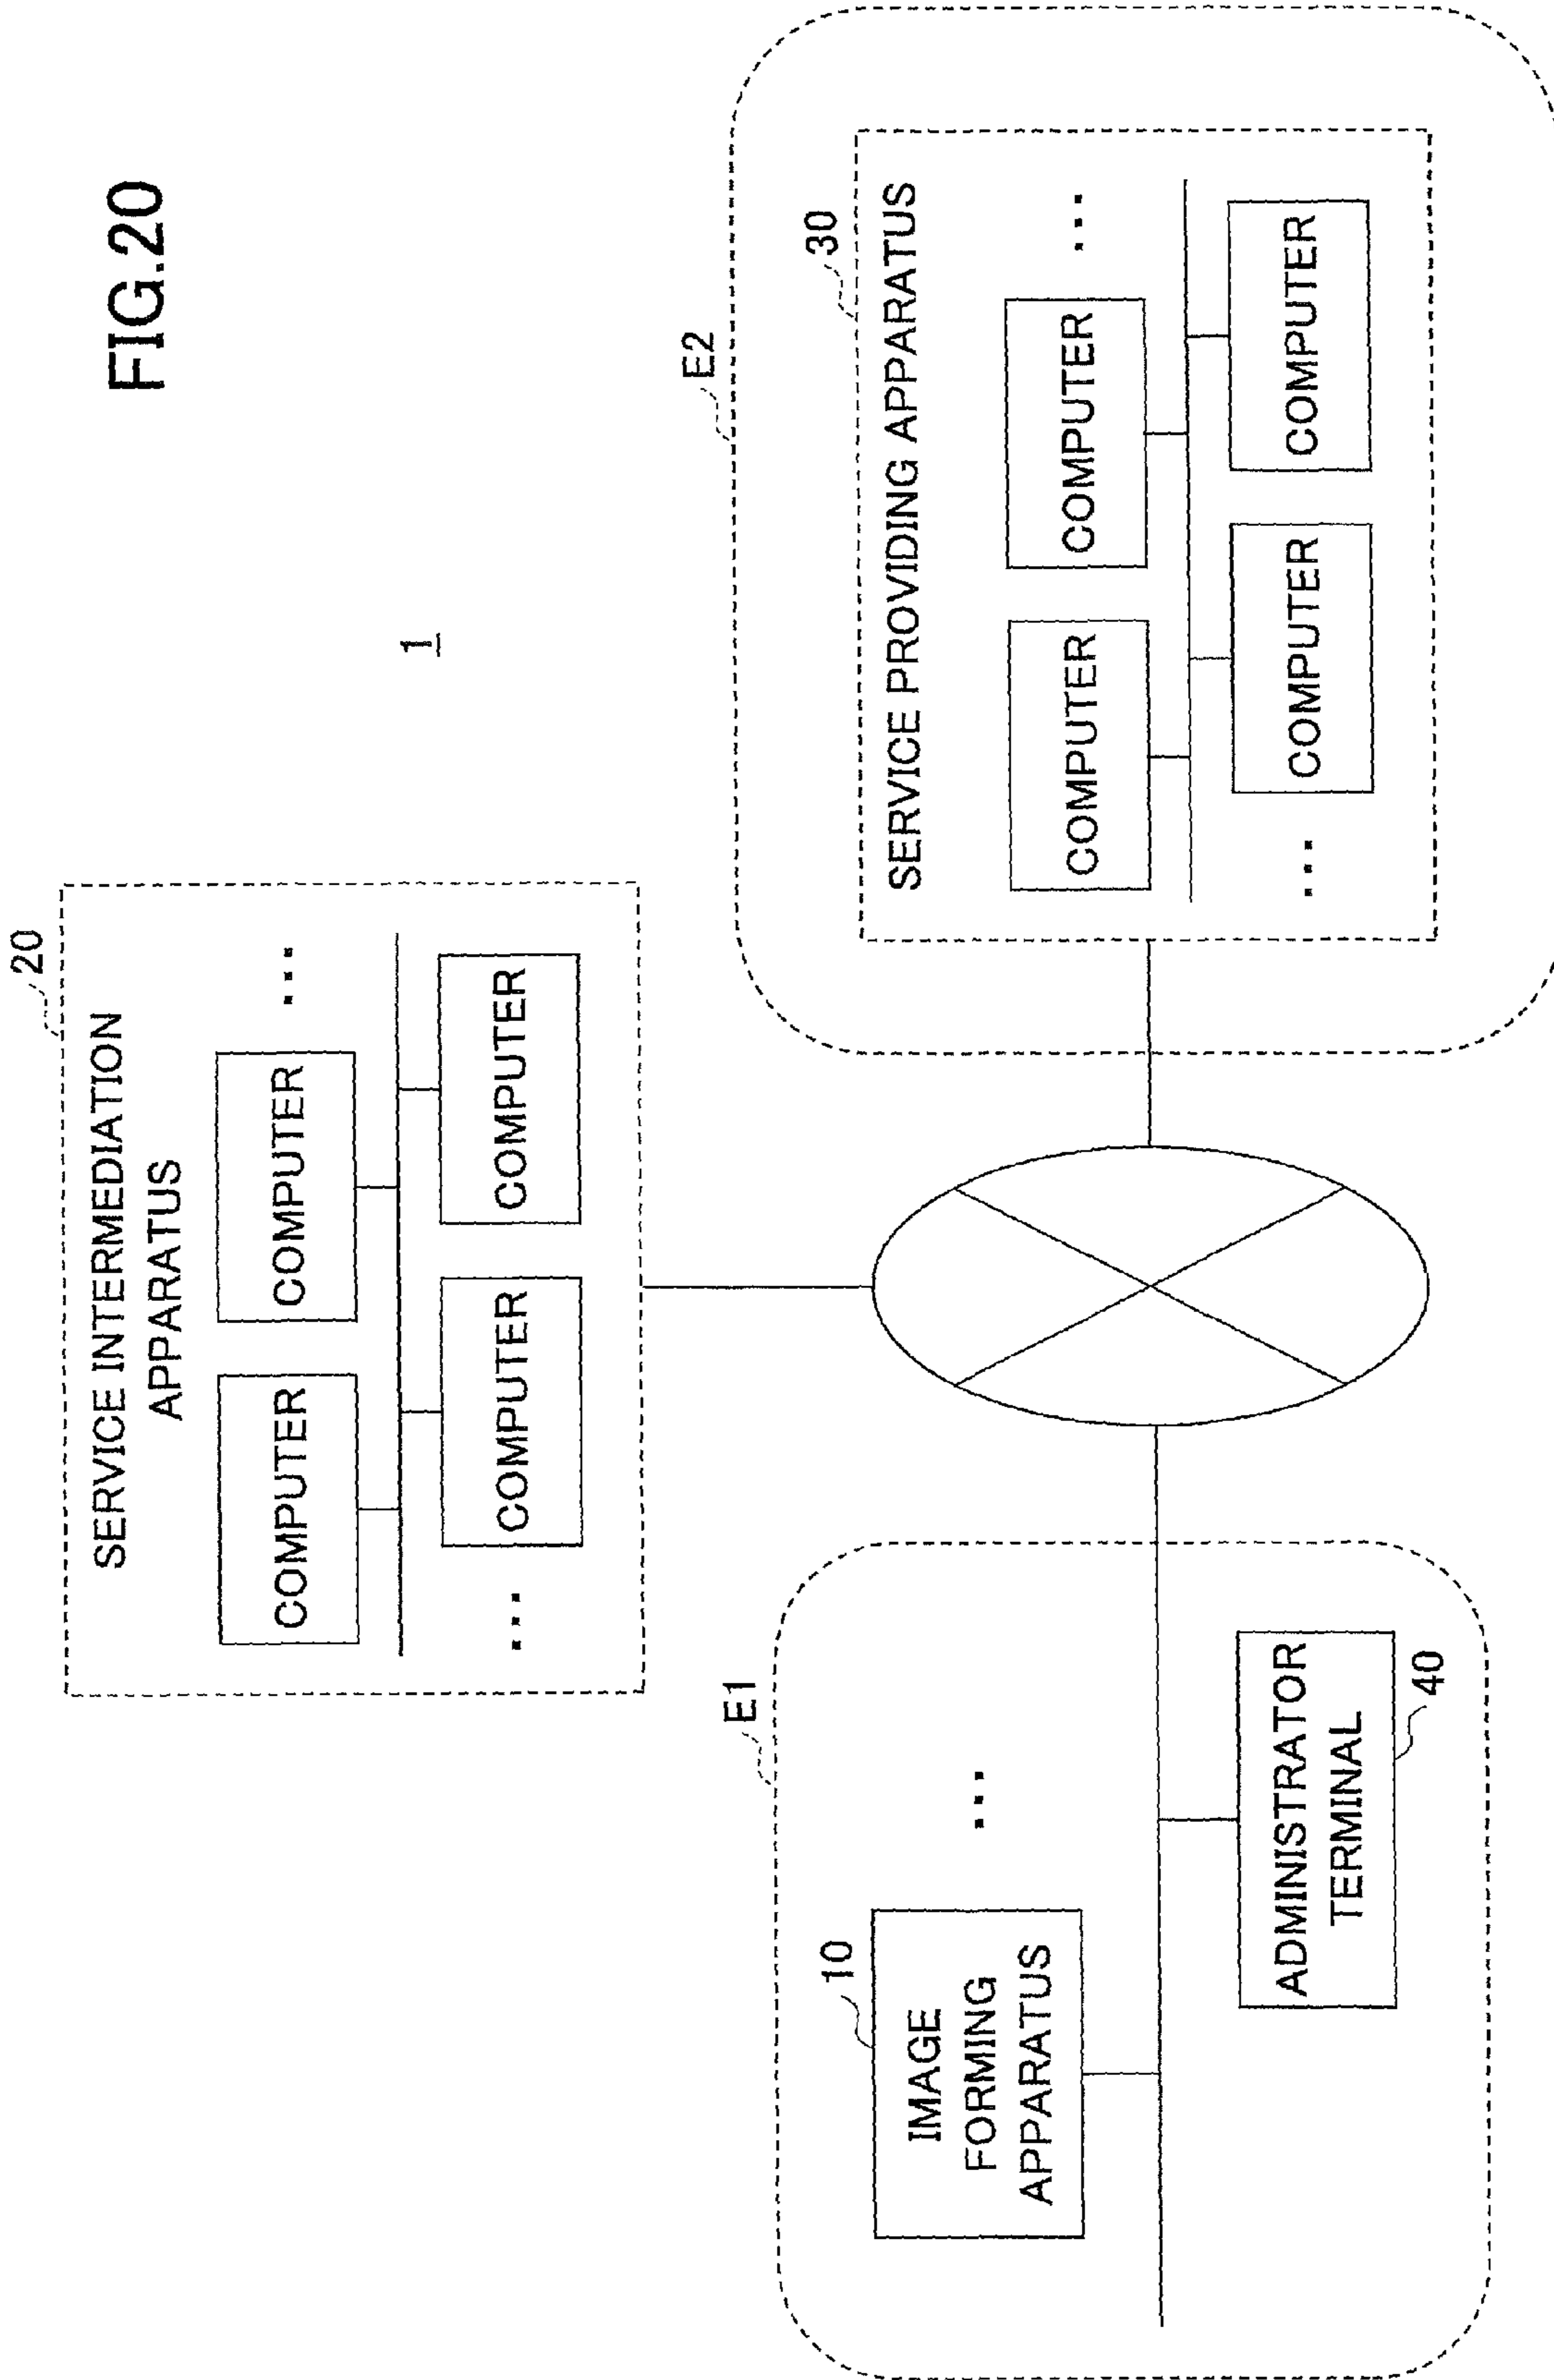 FIG.20
1
20
SERVICE INTERMEDIATION
APPARATUS
COMPUTER
COMPUTER
...
COMPUTER
COMPUTER
...
E1
10
IMAGE
FORMING
APPARATUS
...
ADMINISTRATOR
TERMINAL
40
E2
30
SERVICE PROVIDING APPARATUS
COMPUTER
COMPUTER
...
COMPUTER
COMPUTER
...